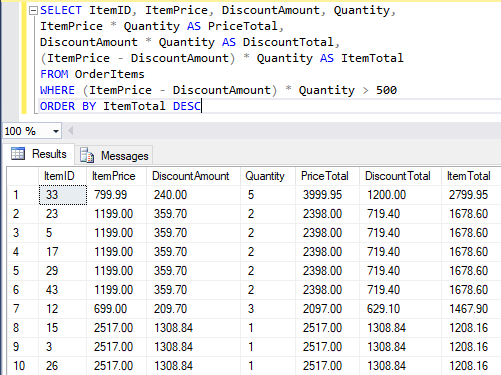 SELECT ItemID, ItemPrice, DiscountAmount, Quantity,
ItemPrice * Quantity AS PriceTotal,
DiscountAmount * Quantity AS DiscountTotal,
(ItemPrice - DiscountAmount) * Quantity AS ItemTotal
FROM OrderItems
WHERE (ItemPrice - DiscountAmount) * Quantity > 500
ORDER BY ItemTotal DESC
100 %
Results Messages
ItemID ItemPrice DiscountAmount Quantity PriceTotal DiscountTotal ItemTotal
1 33 799.99 240.00 5 3999.95 1200.00 2799.95
2 23 1199.00 359.70 2 2398.00 719.40 1678.60
3 5 1199.00 359.70 2 2398.00 719.40 1678.60
4 17 1199.00 359.70 2 2398.00 719.40 1678.60
5 29 1199.00 359.70 2 2398.00 719.40 1678.60
6 43 1199.00 359.70 2 2398.00 719.40 1678.60
7 12 699.00 209.70 3 2097.00 629.10 1467.90
8 15 2517.00 1308.84 1 2517.00 1308.84 1208.16
9 3 2517.00 1308.84 1 2517.00 1308.84 1208.16
10 26 2517.00 1308.84 1 2517.00 1308.84 1208.16